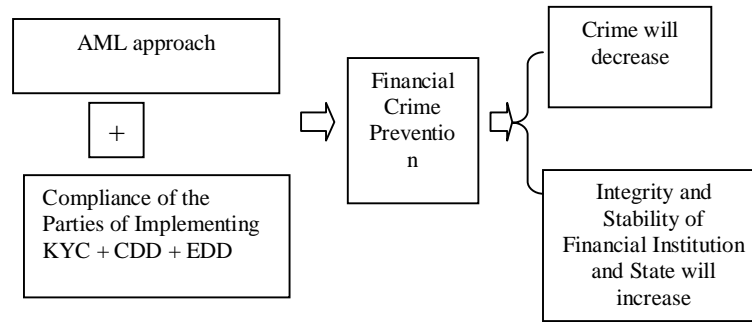 AML approach
+
Compliance of the
Parties of Implementing
KYC + CDD + EDD
Financial
Crime
Preventio
n
Crime will
decrease
Integrity and
Stability of
Financial Institution
and State will
increase